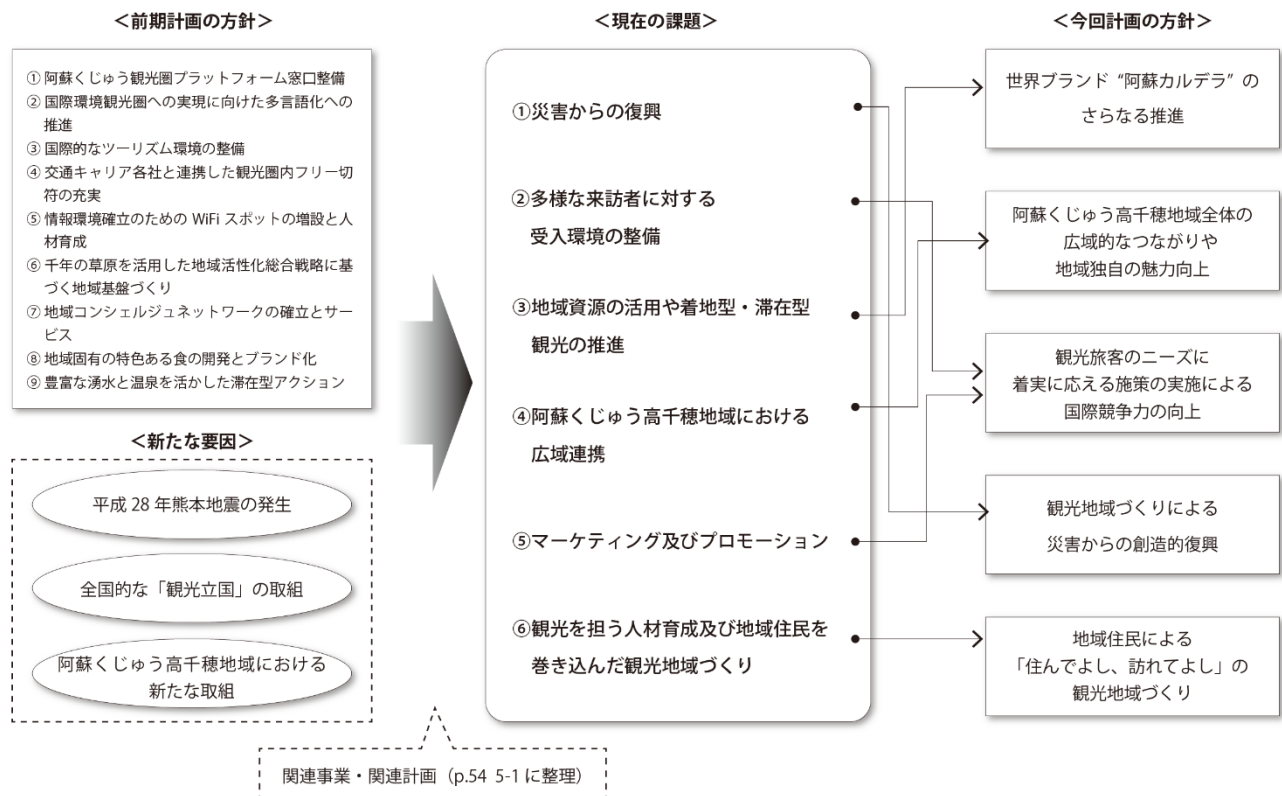 ＜前期計画の方針＞
① 阿蘇くじゅう観光圏プラットフォーム窓口整備
② 国際環境観光圏への実現に向けた多言語化への
推進
③ 国際的なツーリズム環境の整備
④ 交通キャリア各社と連携した観光圏内フリー切
符の充実
⑤ 情報環境確立のための WiFi スポットの増設と人
材育成
⑥ 千年の草原を活用した地域活性化総合戦略に基
づく地域基盤づくり
⑦ 地域コンシェルジュネットワークの確立とサー
ビス
⑧ 地域固有の特色ある食の開発とブランド化
⑨ 豊富な湧水と温泉を活かした滞在型アクション
＜新たな要因＞
平成 28 年熊本地震の発生
全国的な「観光立国」の取組
阿蘇くじゅう高千穂地域における
新たな取組
関連事業・関連計画（p.54 5-1 に整理）
＜現在の課題＞
①災害からの復興
②多様な来訪者に対する
受入環境の整備
③地域資源の活用や着地型・滞在型
観光の推進
④阿蘇くじゅう高千穂地域における
広域連携
⑤マーケティング及びプロモーション
⑥観光を担う人材育成及び地域住民を
巻き込んだ観光地域づくり
＜今回計画の方針＞
世界ブランド“阿蘇カルデラ”の
さらなる推進
阿蘇くじゅう高千穂地域全体の
広域的なつながりや
地域独自の魅力向上
観光旅客のニーズに
着実に応える施策の実施による
国際競争力の向上
観光地域づくりによる
災害からの創造的復興
地域住民による
「住んでよし、訪れてよし」の
観光地域づくり